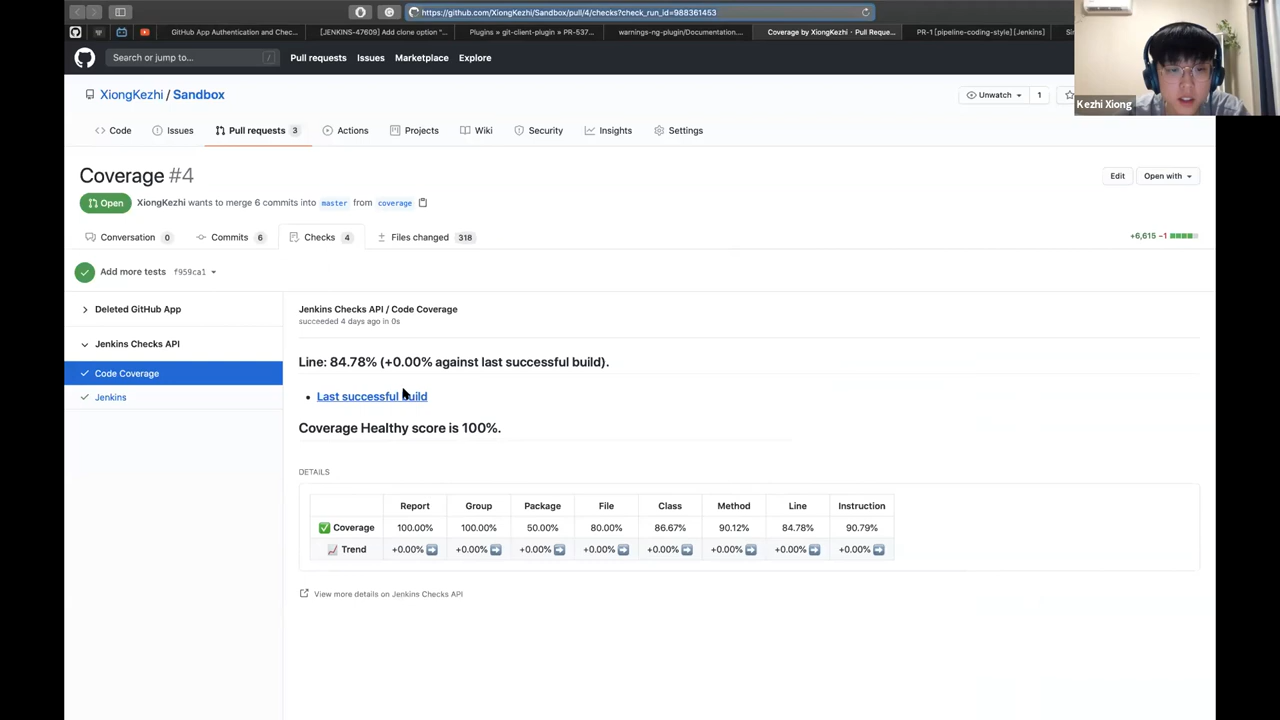 https://github.com/XiongKezhi/Sandbox/pull/4/checks?check_run_id=988361453
GitHub App Authentication and Chec... [JENKINS-47609] Add clone option "... Plugins » git-client-plugin » PR-537... warnings-ng-plugin/Documentation.... Coverage by XiongKezhi · Pull Reque... PR-1 [pipeline-coding-style] [Jenkins]
Search or jump to... / Pull requests Issues Marketplace Explore
XiongKezhi / Sandbox Unwatch 1
Kezhi Xiong
Code Issues Pull requests 3 Actions Projects Wiki Security Insights Settings
Coverage #4 Edit Open with
Open XiongKezhi wants to merge 6 commits into master from coverage
Conversation 0 Commits 6 Checks 4 Files changed 318 +6,615 −1
Add more tests f959ca1
Deleted GitHub App
Jenkins Checks API
Code Coverage
Jenkins
Jenkins Checks API / Code Coverage
succeeded 4 days ago in 0s
Line: 84.78% (+0.00% against last successful build).
• Last successful build
Coverage Healthy score is 100%.
DETAILS
Report Group Package File Class Method Line Instruction
✅ Coverage 100.00% 100.00% 50.00% 80.00% 86.67% 90.12% 84.78% 90.79%
📈 Trend +0.00% ➡️ +0.00% ➡️ +0.00% ➡️ +0.00% ➡️ +0.00% ➡️ +0.00% ➡️ +0.00% ➡️ +0.00% ➡️
View more details on Jenkins Checks API